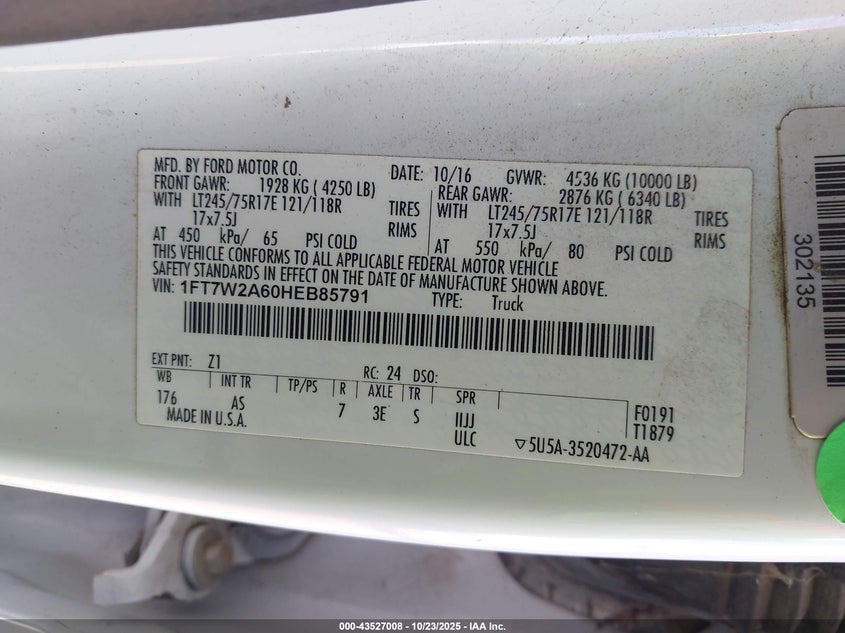 MFD. BY FORD MOTOR CO. DATE: 10/16 GVWR: 4536 KG (10000 LB)
FRONT GAWR: 1928 KG ( 4250 LB) REAR GAWR: 2876 KG ( 6340 LB)
WITH LT245/75R17E 121/118R TIRES WITH LT245/75R17E 121/118R TIRES
17x7.5J RIMS 17x7.5J RIMS
AT 450 kPa/ 65 PSI COLD AT 550 kPa/ 80 PSI COLD
THIS VEHICLE CONFORMS TO ALL APPLICABLE FEDERAL MOTOR VEHICLE
SAFETY STANDARDS IN EFFECT ON THE DATE OF MANUFACTURE SHOWN ABOVE.
VIN: 1FT7W2A60HEB85791 TYPE: Truck
EXT PNT: Z1 RC: 24 DSO:
WB INT TR TP/PS R AXLE TR SPR
176 AS 7 3E S IIJJ F0191
MADE IN U.S.A. ULC T1879
▽5U5A-3520472-AA
302135
000-43527008 - 10/23/2025 - IAA Inc.